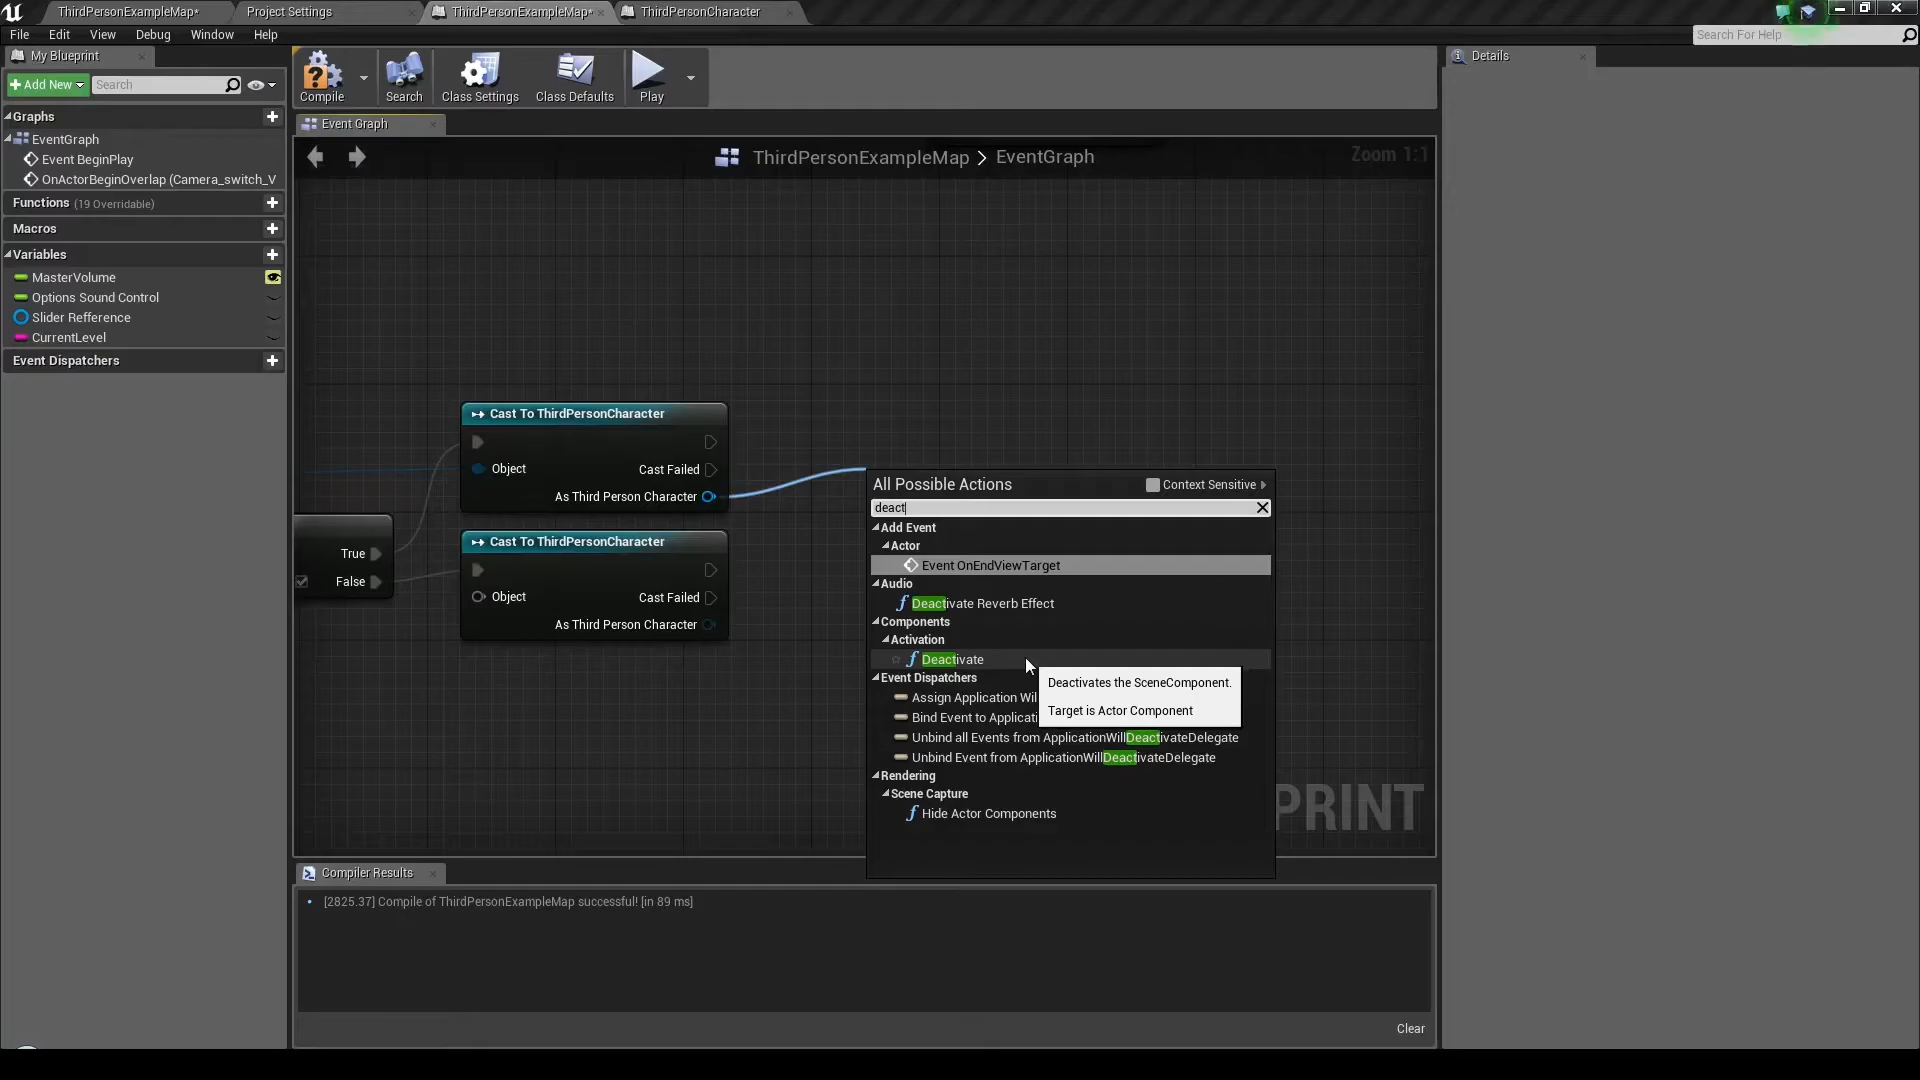 ThirdPersonExampleMap*
Project Settings
ThirdPersonExampleMap*
ThirdPersonCharacter
File
Edit
View
Debug
Window
Help
Search For Help
My Blueprint
Add New
Search
Compile
Search
Class Settings
Class Defaults
Play
Details
Graphs
EventGraph
Event BeginPlay
OnActorBeginOverlap (Camera_switch_V
Functions (19 Overridable)
Macros
Variables
MasterVolume
Options Sound Control
Slider Refference
CurrentLevel
Event Dispatchers
Event Graph
ThirdPersonExampleMap > EventGraph
Zoom 1:1
Cast To ThirdPersonCharacter
Object
Cast Failed
As Third Person Character
True
False
Cast To ThirdPersonCharacter
Object
Cast Failed
As Third Person Character
All Possible Actions
Context Sensitive
deact
Add Event
Actor
Event OnEndViewTarget
Audio
Deactivate Reverb Effect
Components
Activation
Deactivate
Event Dispatchers
Assign Application Wil
Bind Event to Applicati
Unbind all Events from ApplicationWillDeactivateDelegate
Unbind Event from ApplicationWillDeactivateDelegate
Rendering
Scene Capture
Hide Actor Components
Deactivates the SceneComponent.
Target is Actor Component
PRINT
Compiler Results
[2825.37] Compile of ThirdPersonExampleMap successful! [in 89 ms]
Clear